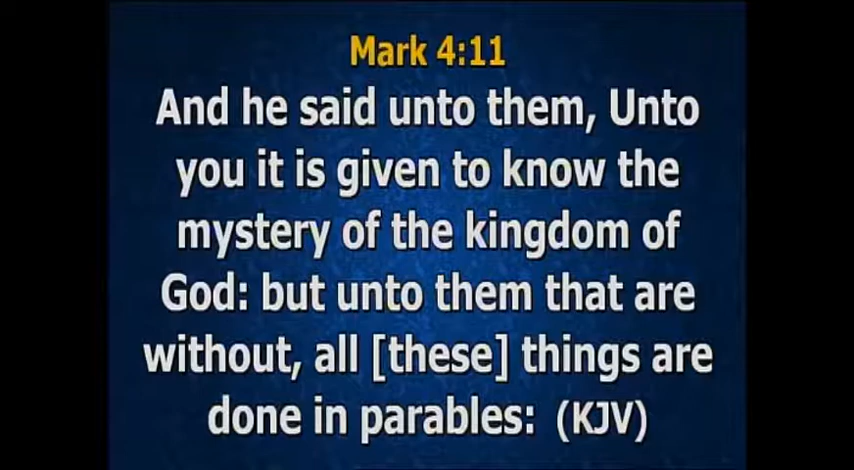 Mark 4:11
And he said unto them, Unto
you it is given to know the
mystery of the kingdom of
God: but unto them that are
without, all [these] things are
done in parables: (KJV)